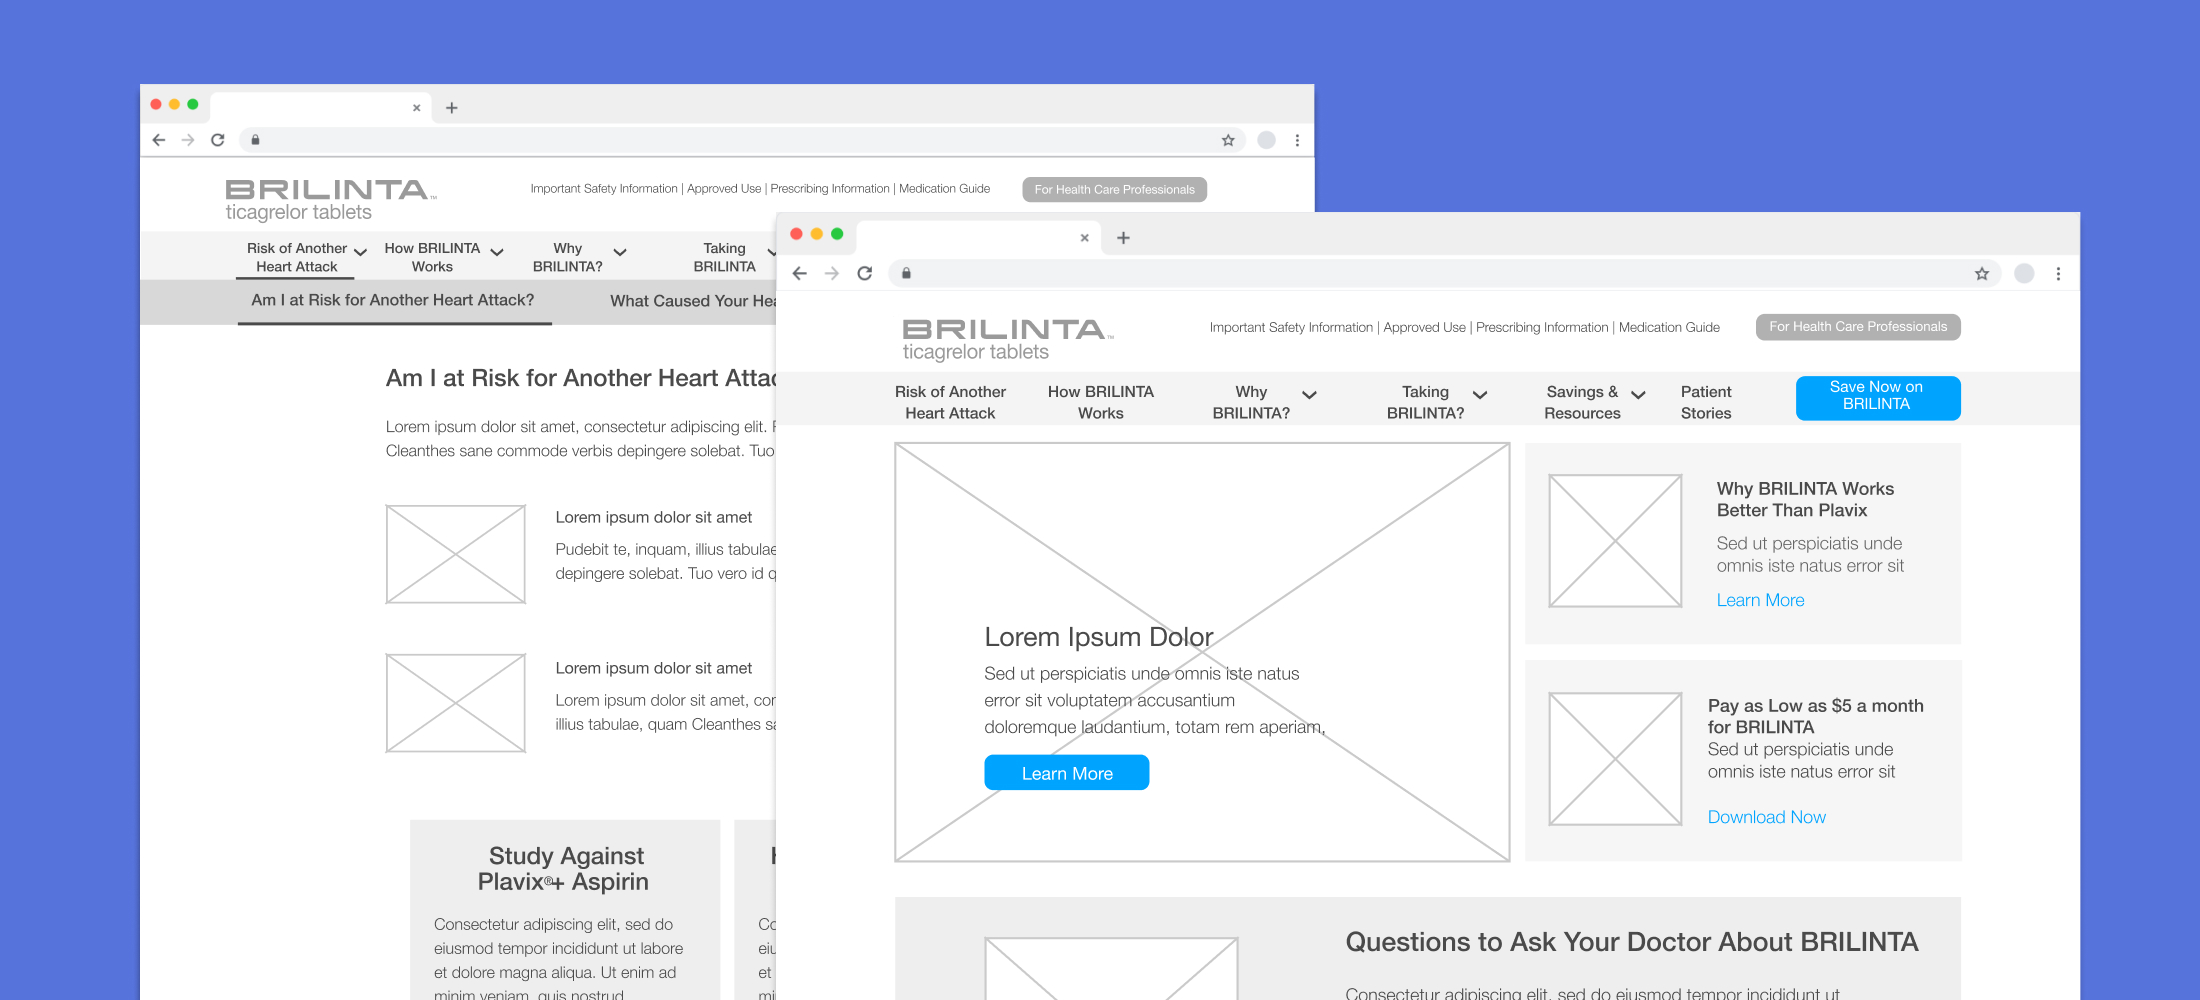 BRILINTA™
ticagrelor tablets
Important Safety Information | Approved Use | Prescribing Information | Medication Guide
For Health Care Professionals
Risk of Another
Heart Attack
How BRILINTA
Works
Why
BRILINTA?
Taking
BRILINTA
Am I at Risk for Another Heart Attack?
What Caused Your Hea
Am I at Risk for Another Heart Attac
Lorem ipsum dolor sit amet, consectetur adipiscing elit.
Cleanthes sane commode verbis depingere solebat. Tuo
Lorem ipsum dolor sit amet
Pudebit te, inquam, illius tabulae
depingere solebat. Tuo vero id q
Lorem ipsum dolor sit amet
Lorem ipsum dolor sit amet, cor
illius tabulae, quam Cleanthes sa
Study Against
Plavix®+ Aspirin
Consectetur adipiscing elit, sed do
eiusmod tempor incididunt ut labore
et dolore magna aliqua. Ut enim ad
minim veniam, quis nostrud
Co
eiu
et
mi
BRILINTA™
ticagrelor tablets
Important Safety Information | Approved Use | Prescribing Information | Medication Guide
For Health Care Professionals
Risk of Another
Heart Attack
How BRILINTA
Works
Why
BRILINTA?
Taking
BRILINTA?
Savings &
Resources
Patient
Stories
Save Now on
BRILINTA
Lorem Ipsum Dolor
Sed ut perspiciatis unde omnis iste natus
error sit voluptatem accusantium
doloremque laudantium, totam rem aperiam,
Learn More
Why BRILINTA Works
Better Than Plavix
Sed ut perspiciatis unde
omnis iste natus error sit
Learn More
Pay as Low as $5 a month
for BRILINTA
Sed ut perspiciatis unde
omnis iste natus error sit
Download Now
Questions to Ask Your Doctor About BRILINTA
Consectetur adipiscing elit, sed do eiusmod tempor incididunt ut